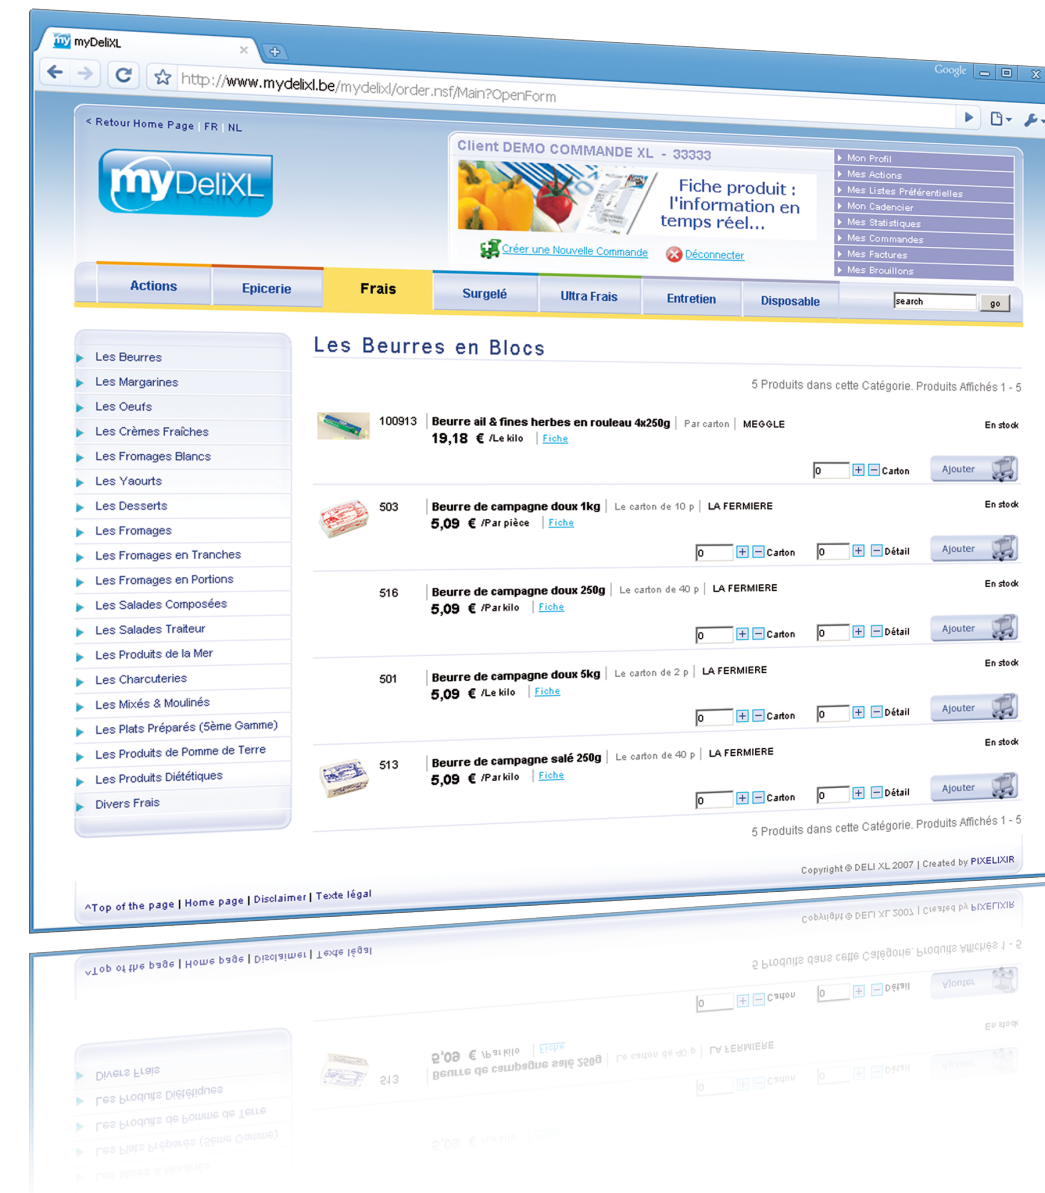 my myDeliXL
Google
http://www.mydelixl.be/mydelixl/order.nsf/Main?OpenForm
< Retour Home Page | FR | NL
myDeliXL
Client DEMO COMMANDE XL - 33333
Fiche produit :
l'information en
temps réel...
Créer une Nouvelle Commande
Déconnecter
Mon Profil
Mes Actions
Mes Listes Préférentielles
Mon Cadencier
Mes Statistiques
Mes Commandes
Mes Factures
Mes Brouillons
Actions Epicerie Frais Surgelé Ultra Frais Entretien Disposable search go
Les Beurres
Les Margarines
Les Oeufs
Les Crèmes Fraîches
Les Fromages Blancs
Les Yaourts
Les Desserts
Les Fromages
Les Fromages en Tranches
Les Fromages en Portions
Les Salades Composées
Les Salades Traiteur
Les Produits de la Mer
Les Charcuteries
Les Mixés & Moulinés
Les Plats Préparés (5ème Gamme)
Les Produits de Pomme de Terre
Les Produits Diététiques
Divers Frais
Les Beurres en Blocs
5 Produits dans cette Catégorie. Produits Affichés 1 - 5
100913 | Beurre ail & fines herbes en rouleau 4x250g | Par carton | MEGGLE En stock
19,18 € /Le kilo | Fiche
0 + − Carton Ajouter
503 | Beurre de campagne doux 1kg | Le carton de 10 p | LA FERMIERE En stock
5,09 € /Par pièce | Fiche
0 + − Carton 0 + − Détail Ajouter
516 | Beurre de campagne doux 250g | Le carton de 40 p | LA FERMIERE En stock
5,09 € /Par kilo | Fiche
0 + − Carton 0 + − Détail Ajouter
501 | Beurre de campagne doux 5kg | Le carton de 2 p | LA FERMIERE En stock
5,09 € /Le kilo | Fiche
0 + − Carton 0 + − Détail Ajouter
513 | Beurre de campagne salé 250g | Le carton de 40 p | LA FERMIERE En stock
5,09 € /Par kilo | Fiche
0 + − Carton 0 + − Détail Ajouter
5 Produits dans cette Catégorie. Produits Affichés 1 - 5
Copyright © DELI XL 2007 | Created by PIXELIXIR
^Top of the page | Home page | Disclaimer | Texte légal